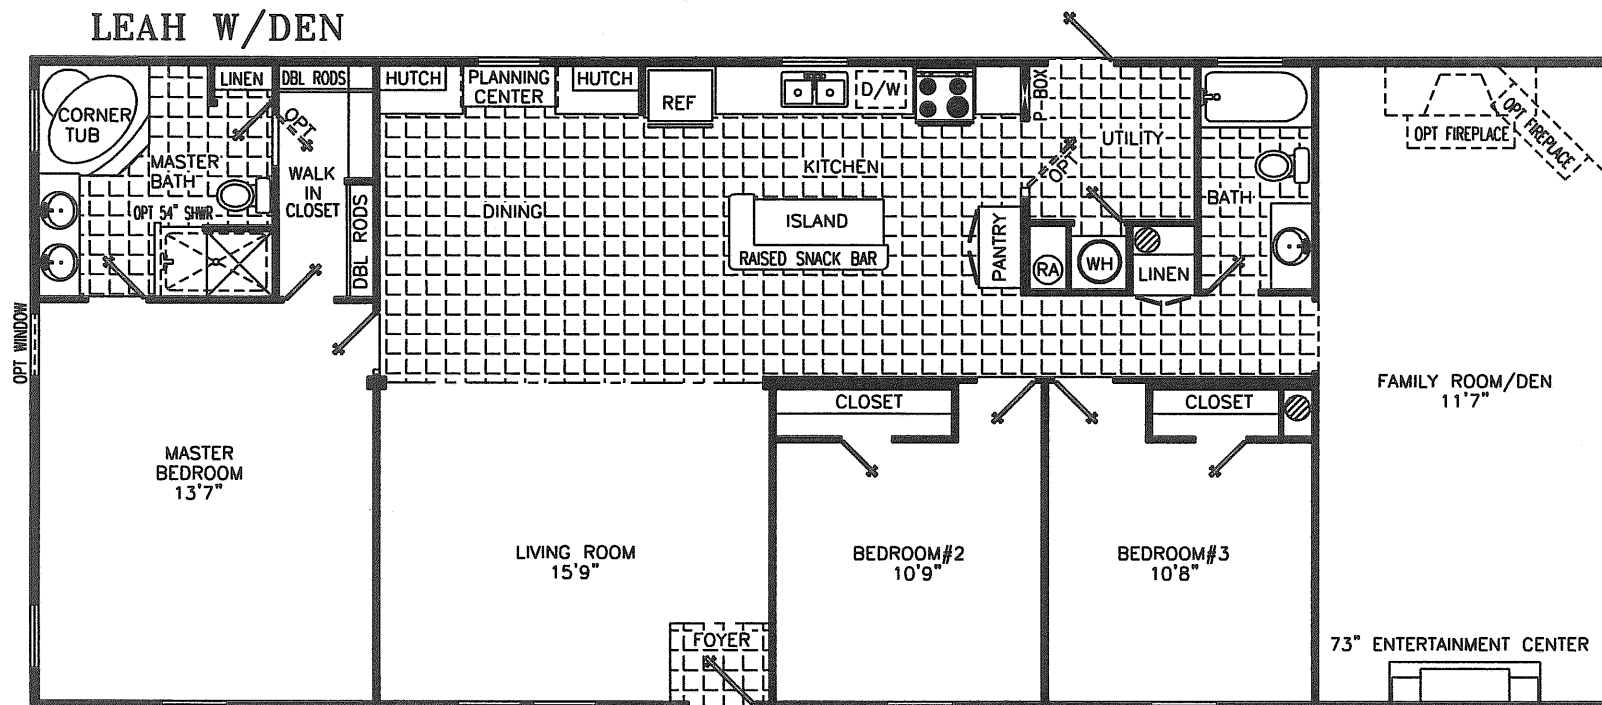 LEAH W/DEN
CORNER
TUB
LINEN
DBL RODS
HUTCH
PLANNING
CENTER
HUTCH
REF
D/W
P-BOX
OPT FIREPLACE
OPT FIREPLACE
OPT
MASTER
BATH
WALK
IN
CLOSET
OPT 54" SHWR
DBL RODS
DINING
KITCHEN
ISLAND
RAISED SNACK BAR
PANTRY
OPT
UTILITY
BATH
RA
WH
LINEN
OPT WINDOW
CLOSET
CLOSET
FAMILY ROOM/DEN
11'7"
MASTER
BEDROOM
13'7"
LIVING ROOM
15'9"
BEDROOM#2
10'9"
BEDROOM#3
10'8"
FOYER
73" ENTERTAINMENT CENTER